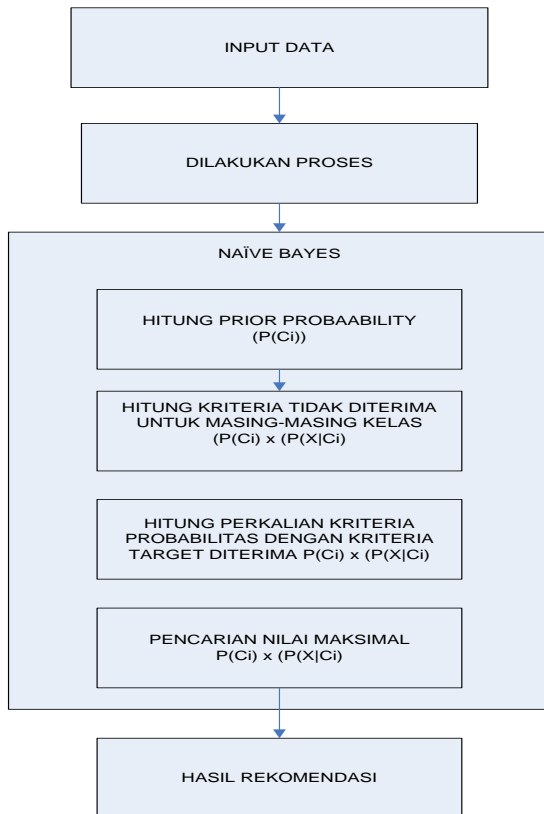 INPUT DATA
DILAKUKAN PROSES
NAÏVE BAYES
HITUNG PRIOR PROBAABILITY
(P(Ci))
HITUNG KRITERIA TIDAK DITERIMA
UNTUK MASING-MASING KELAS
(P(Ci) x (P(X|Ci)
HITUNG PERKALIAN KRITERIA
PROBABILITAS DENGAN KRITERIA
TARGET DITERIMA P(Ci) x (P(X|Ci)
PENCARIAN NILAI MAKSIMAL
P(Ci) x (P(X|Ci)
HASIL REKOMENDASI